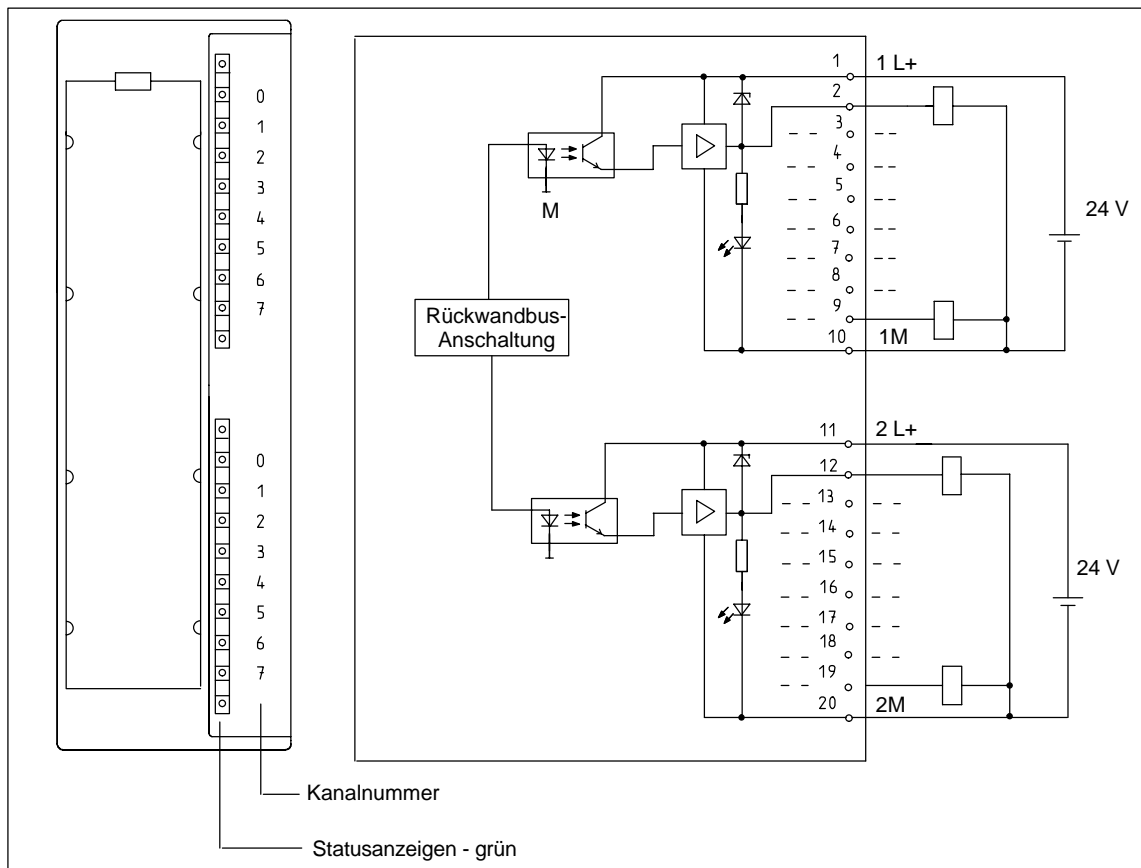 0
1
2
3
4
5
6
7
0
1
2
3
4
5
6
7
Kanalnummer
Statusanzeigen - grün
M
Rückwandbus-
Anschaltung
1 1 L+
2
3
4
5
6
7
8
9
10 1M
24 V
11 2 L+
12
13
14
15
16
17
18
19
20 2M
24 V